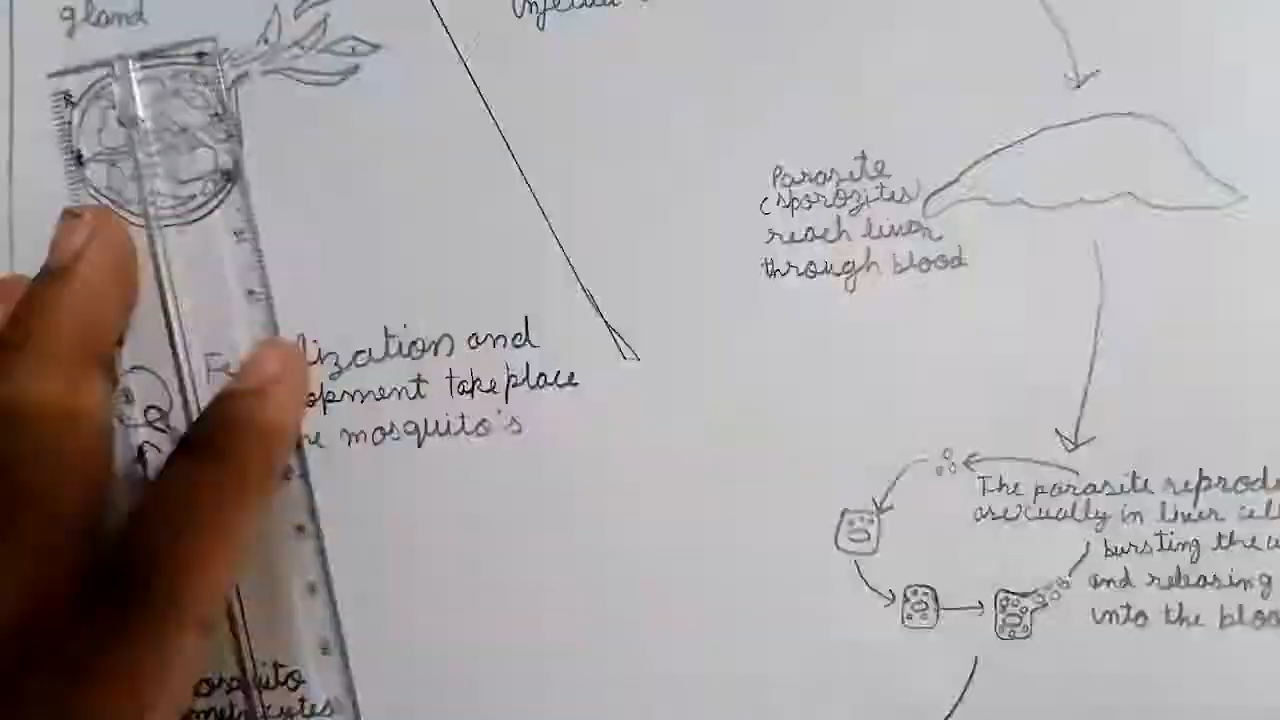 gland
Parasite
(sporozites
reach liver
through blood
lization and
opment take place
mosquito's
The parasite reprod
asexually in liver cell
bursting the
and releasing
into the bloo